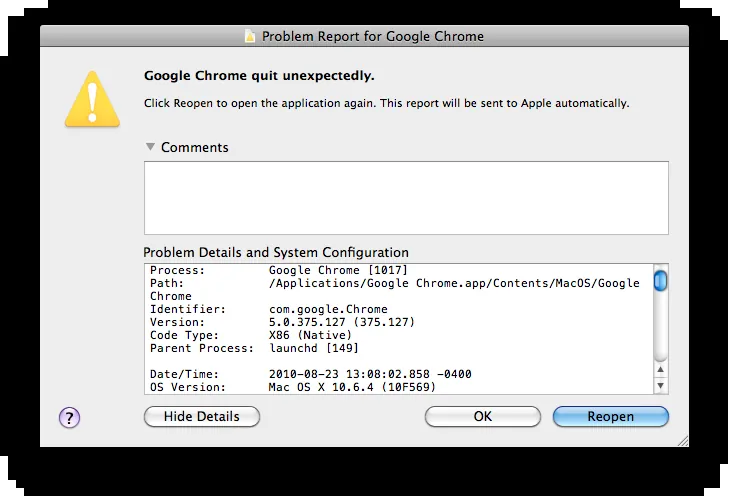 Problem Report for Google Chrome
Google Chrome quit unexpectedly.
Click Reopen to open the application again. This report will be sent to Apple automatically.
Comments
Problem Details and System Configuration
Process: Google Chrome [1017]
Path: /Applications/Google Chrome.app/Contents/MacOS/Google
Chrome
Identifier: com.google.Chrome
Version: 5.0.375.127 (375.127)
Code Type: X86 (Native)
Parent Process: launchd [149]
Date/Time: 2010-08-23 13:08:02.858 -0400
OS Version: Mac OS X 10.6.4 (10F569)
? Hide Details OK Reopen